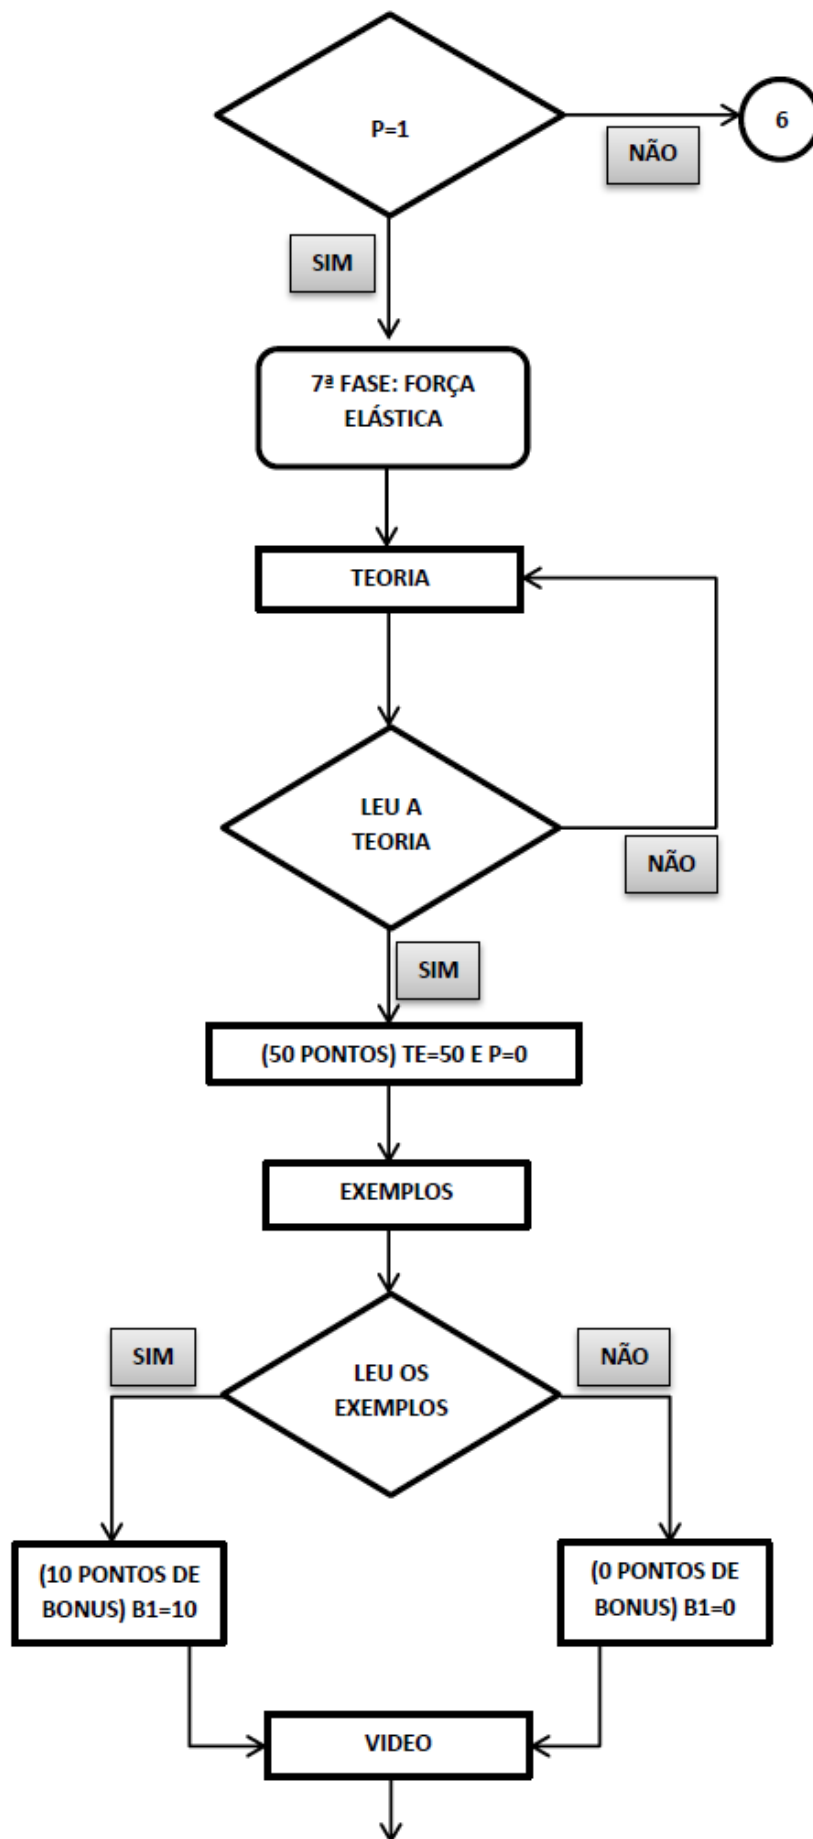 P=1
6
NÃO
SIM
7ª FASE: FORÇA
ELÁSTICA
TEORIA
LEU A
TEORIA
NÃO
SIM
(50 PONTOS) TE=50 E P=0
EXEMPLOS
SIM
NÃO
LEU OS
EXEMPLOS
(10 PONTOS DE
BONUS) B1=10
(0 PONTOS DE
BONUS) B1=0
VIDEO